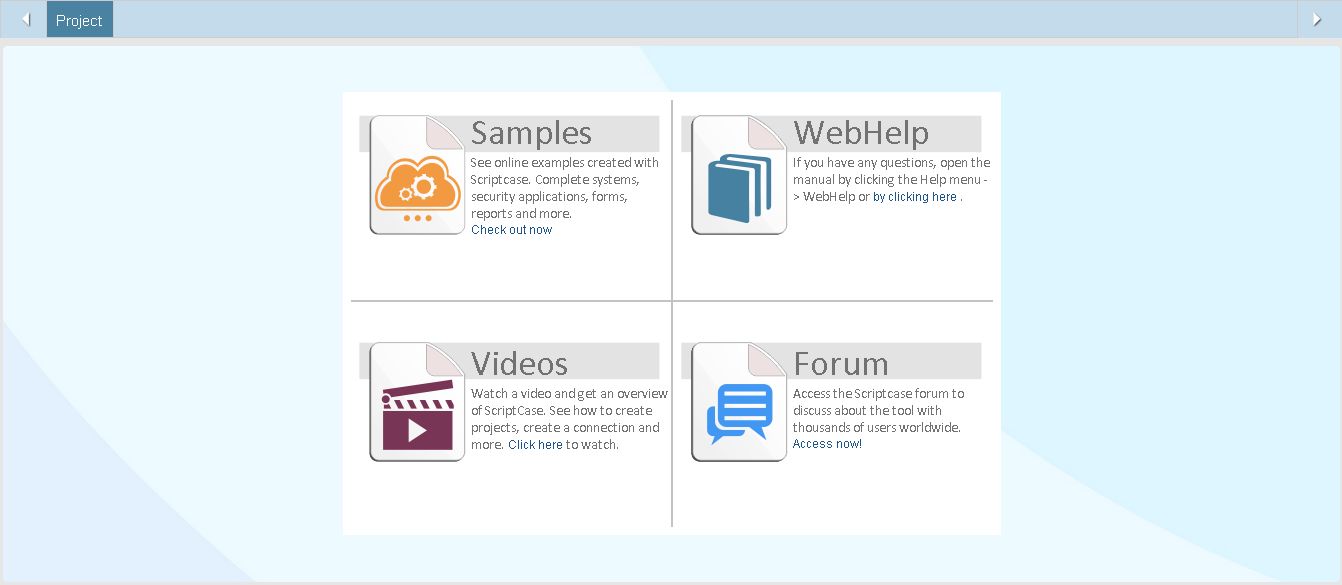 Project
Samples
See online examples created with
Scriptcase. Complete systems,
security applications, forms,
reports and more.
Check out now
WebHelp
If you have any questions, open the
manual by clicking the Help menu -
> WebHelp or by clicking here .
Videos
Watch a video and get an overview
of ScriptCase. See how to create
projects, create a connection and
more. Click here to watch.
Forum
Access the Scriptcase forum to
discuss about the tool with
thousands of users worldwide.
Access now!